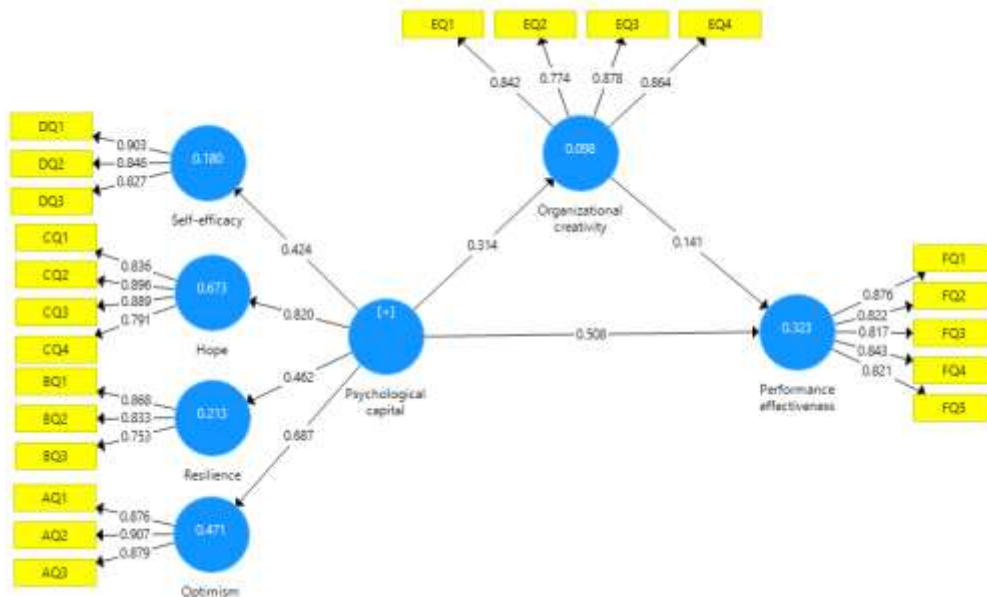 EQ1 EQ2 EQ3 EQ4
0.842 0.774 0.878 0.864
0.098
Organizational
creativity
DQ1
DQ2
DQ3
0.903
0.846
0.827
0.180
Self-efficacy
CQ1
CQ2
CQ3
CQ4
0.836
0.896
0.889
0.791
0.673
Hope
BQ1
BQ2
BQ3
0.868
0.833
0.753
0.213
Resilience
AQ1
AQ2
AQ3
0.876
0.907
0.879
0.471
Optimism
0.424
0.820
0.462
0.687
[+]
Psychological
capital
0.314
0.141
0.508
0.323
Performance
effectiveness
0.876
0.822
0.817
0.843
0.821
FQ1
FQ2
FQ3
FQ4
FQ5